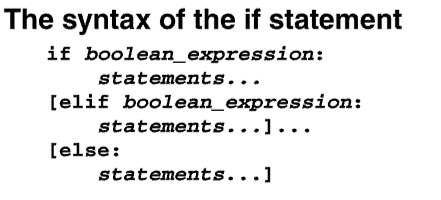 The syntax of the if statement
if boolean_expression:
statements...
[elif boolean_expression:
statements...]...
[else:
statements...]